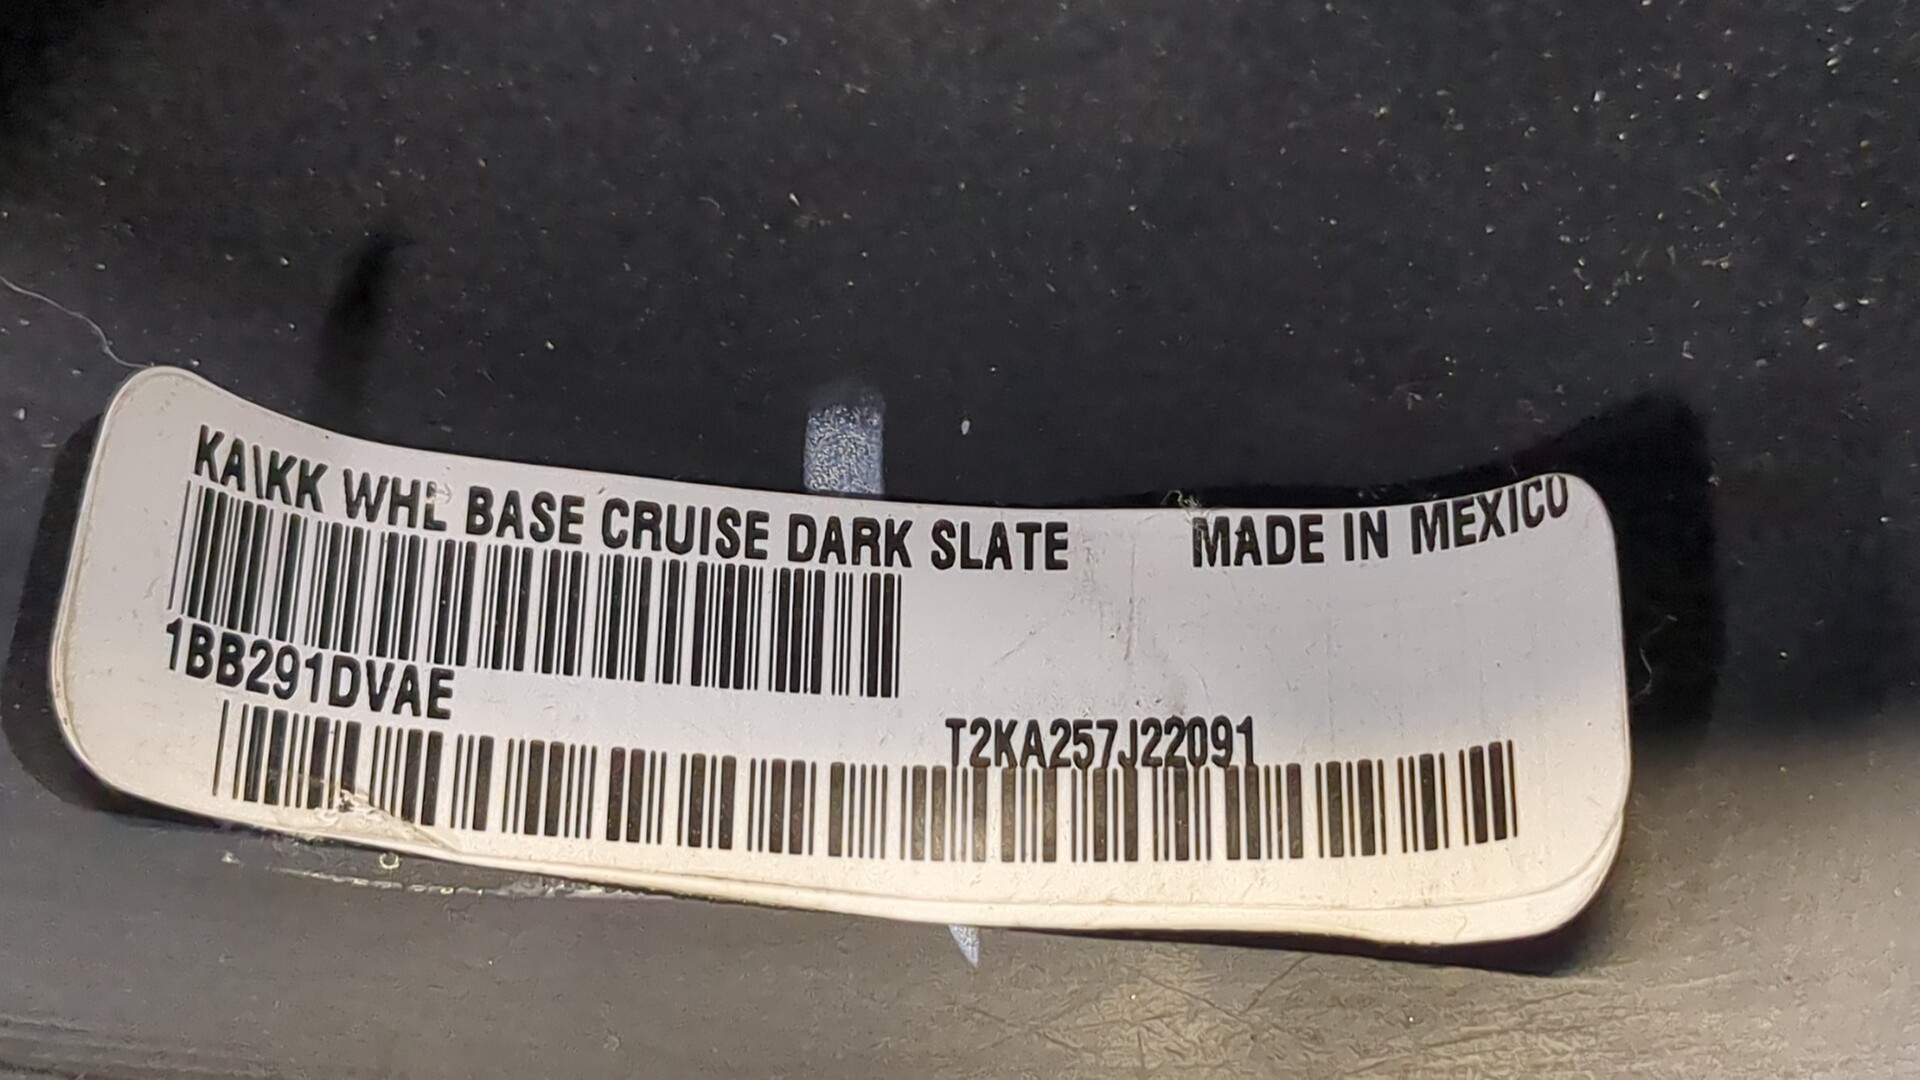 KA\KK WHL BASE CRUISE DARK SLATE MADE IN MEXICO
1BB291DVAE
T2KA257J22091